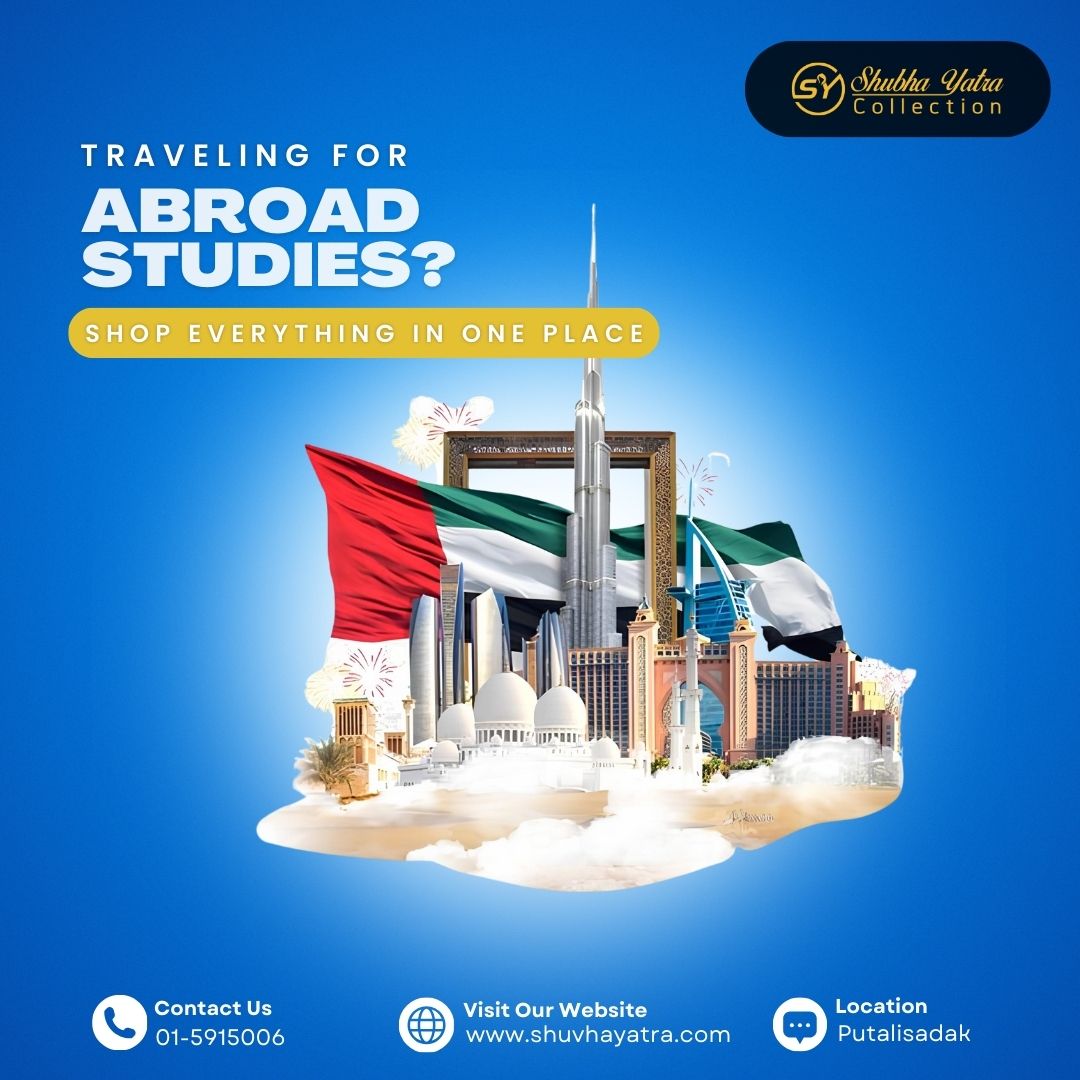 SY Shubha Yatra
Collection
TRAVELING FOR
ABROAD
STUDIES?
SHOP EVERYTHING IN ONE PLACE
Contact Us
01-5915006
Visit Our Website
www.shuvhayatra.com
Location
Putalisadak